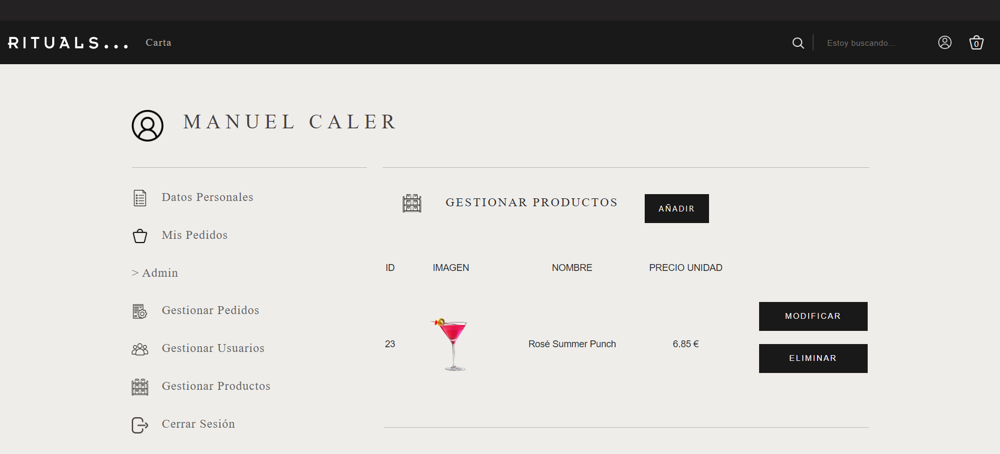 RITUALS... Carta Estoy buscando... 0
MANUEL CALER
Datos Personales
Mis Pedidos
> Admin
Gestionar Pedidos
Gestionar Usuarios
Gestionar Productos
Cerrar Sesión
GESTIONAR PRODUCTOS AÑADIR
ID IMAGEN NOMBRE PRECIO UNIDAD
23 Rosé Summer Punch 6.85 €
MODIFICAR
ELIMINAR